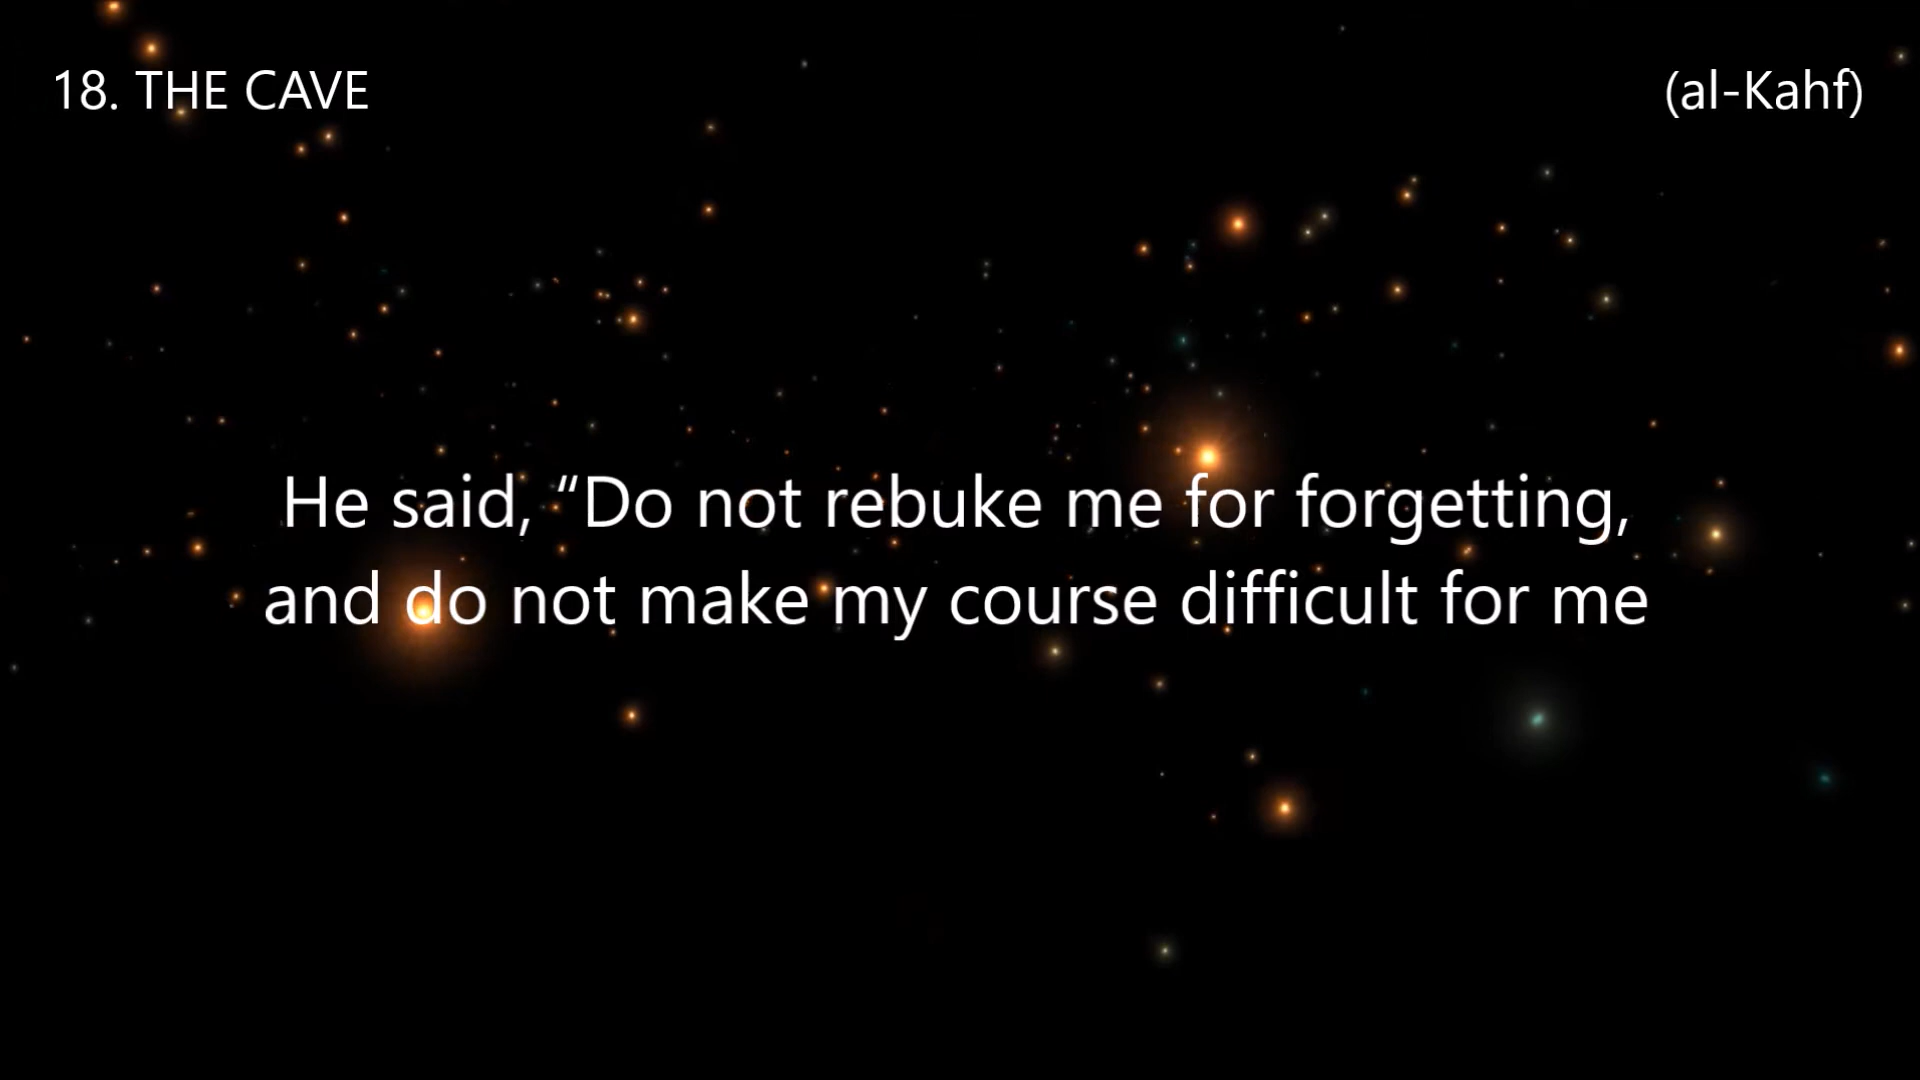 18. THE CAVE
(al-Kahf)
He said, “Do not rebuke me for forgetting,
and do not make my course difficult for me